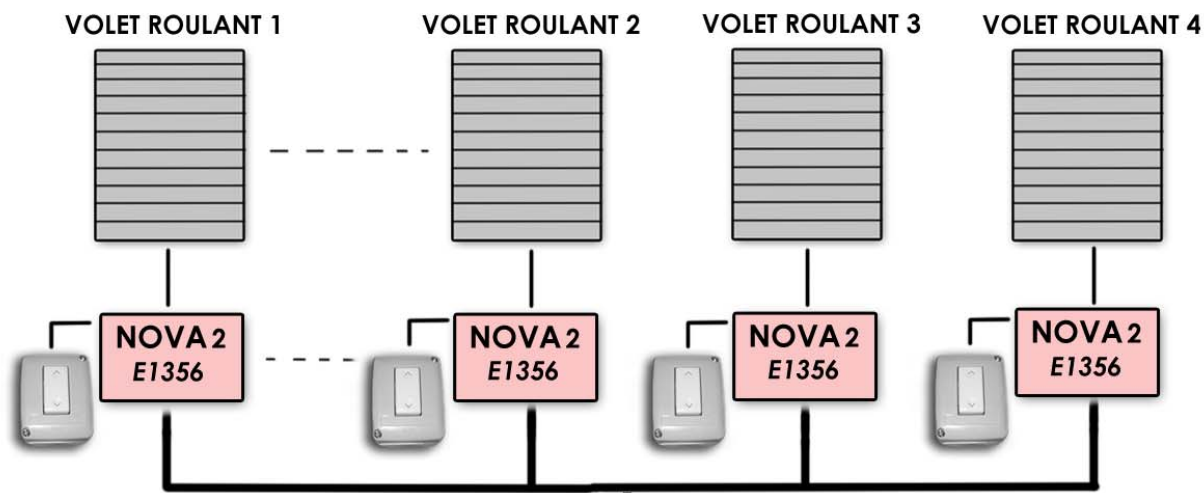 VOLET ROULANT 1
VOLET ROULANT 2
VOLET ROULANT 3
VOLET ROULANT 4
NOVA 2
E1356
NOVA 2
E1356
NOVA 2
E1356
NOVA 2
E1356